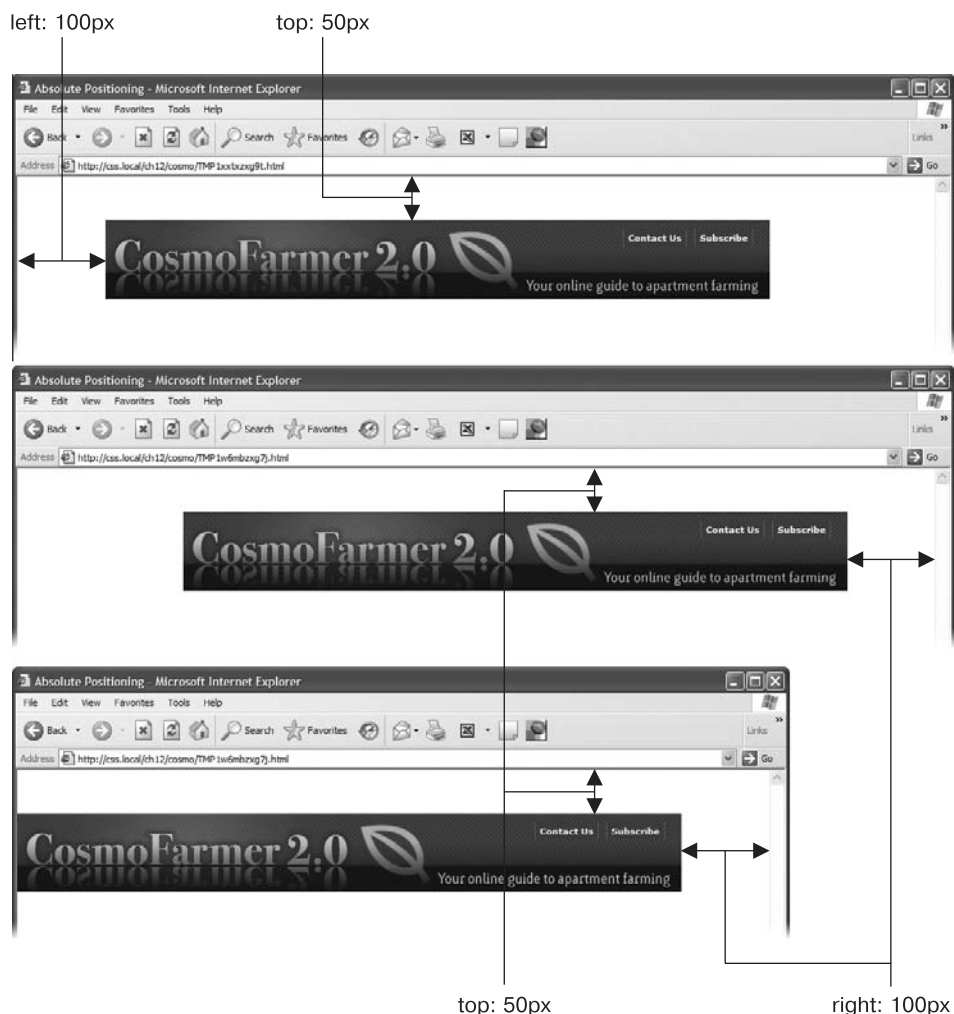 left: 100px
top: 50px
Absolute Positioning - Microsoft Internet Explorer
File Edit View Favorites Tools Help
Back Search Favorites Links »
Address http://css.local/ch12/cosmo/TMP1xxtxzxg9t.html Go
CosmoFarmer 2.0
Contact Us Subscribe
Your online guide to apartment farming
Absolute Positioning - Microsoft Internet Explorer
File Edit View Favorites Tools Help
Back Search Favorites Links »
Address http://css.local/ch12/cosmo/TMP1w6mbzxg7j.html Go
CosmoFarmer 2.0
Contact Us Subscribe
Your online guide to apartment farming
Absolute Positioning - Microsoft Internet Explorer
File Edit View Favorites Tools Help
Back Search Favorites Links »
Address http://css.local/ch12/cosmo/TMP1w6mbzxg7j.html Go
CosmoFarmer 2.0
Contact Us Subscribe
Your online guide to apartment farming
top: 50px
right: 100px